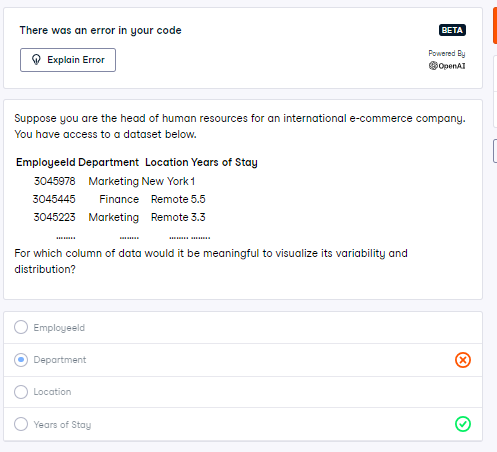 There was an error in your code
BETA
Explain Error
Powered By
OpenAI
Suppose you are the head of human resources for an international e-commerce company.
You have access to a dataset below.
EmployeeId Department Location Years of Stay
3045978 Marketing New York 1
3045445 Finance Remote 5.5
3045223 Marketing Remote 3.3
........ ........ ........ ........
For which column of data would it be meaningful to visualize its variability and
distribution?
EmployeeId
Department
Location
Years of Stay